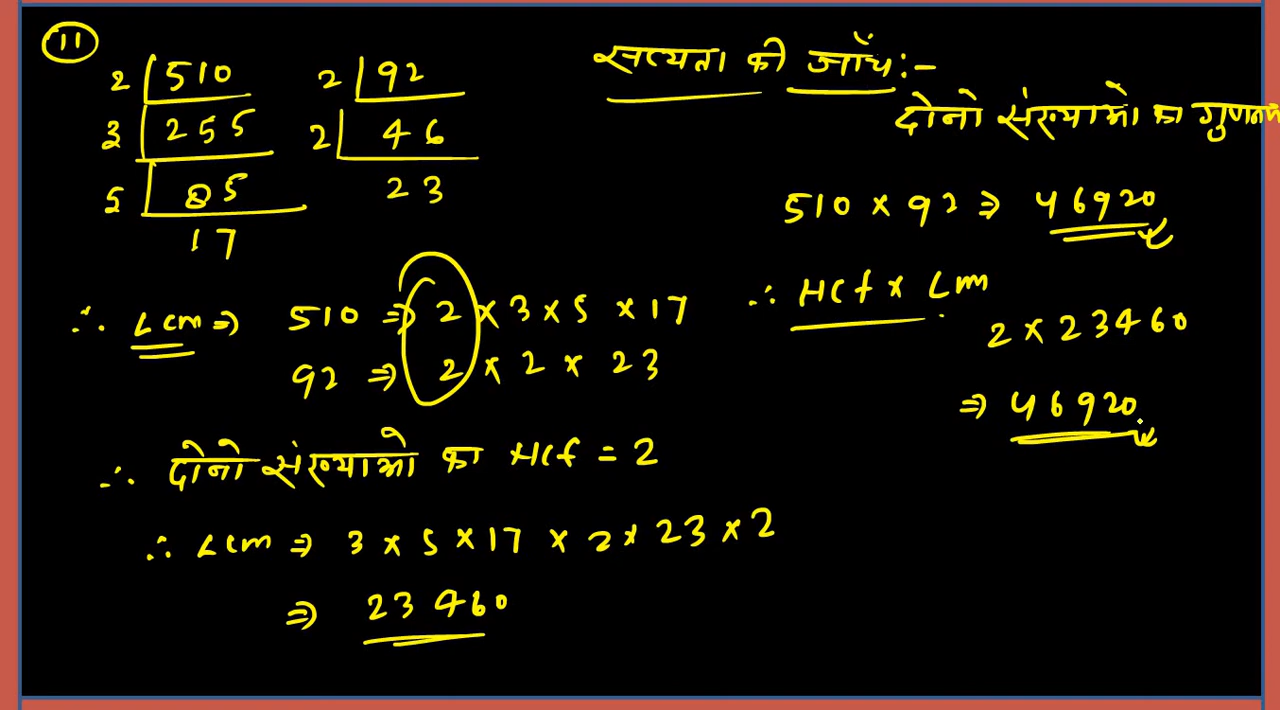 11
2 | 510
3 | 255
5 | 85
17
2 | 92
2 | 46
23
∴ Lcm ⇒ 510 ⇒ 2 × 3 × 5 × 17
92 ⇒ 2 × 2 × 23
∴ दोनो संख्याओ का Hcf = 2
∴ Lcm ⇒ 3 × 5 × 17 × 2 × 23 × 2
⇒ 23460
सत्यता की जाँच :-
दोनो संख्याओ का
510 × 92 ⇒ 46920
∴ Hcf × Lm
2 × 23460
⇒ 46920